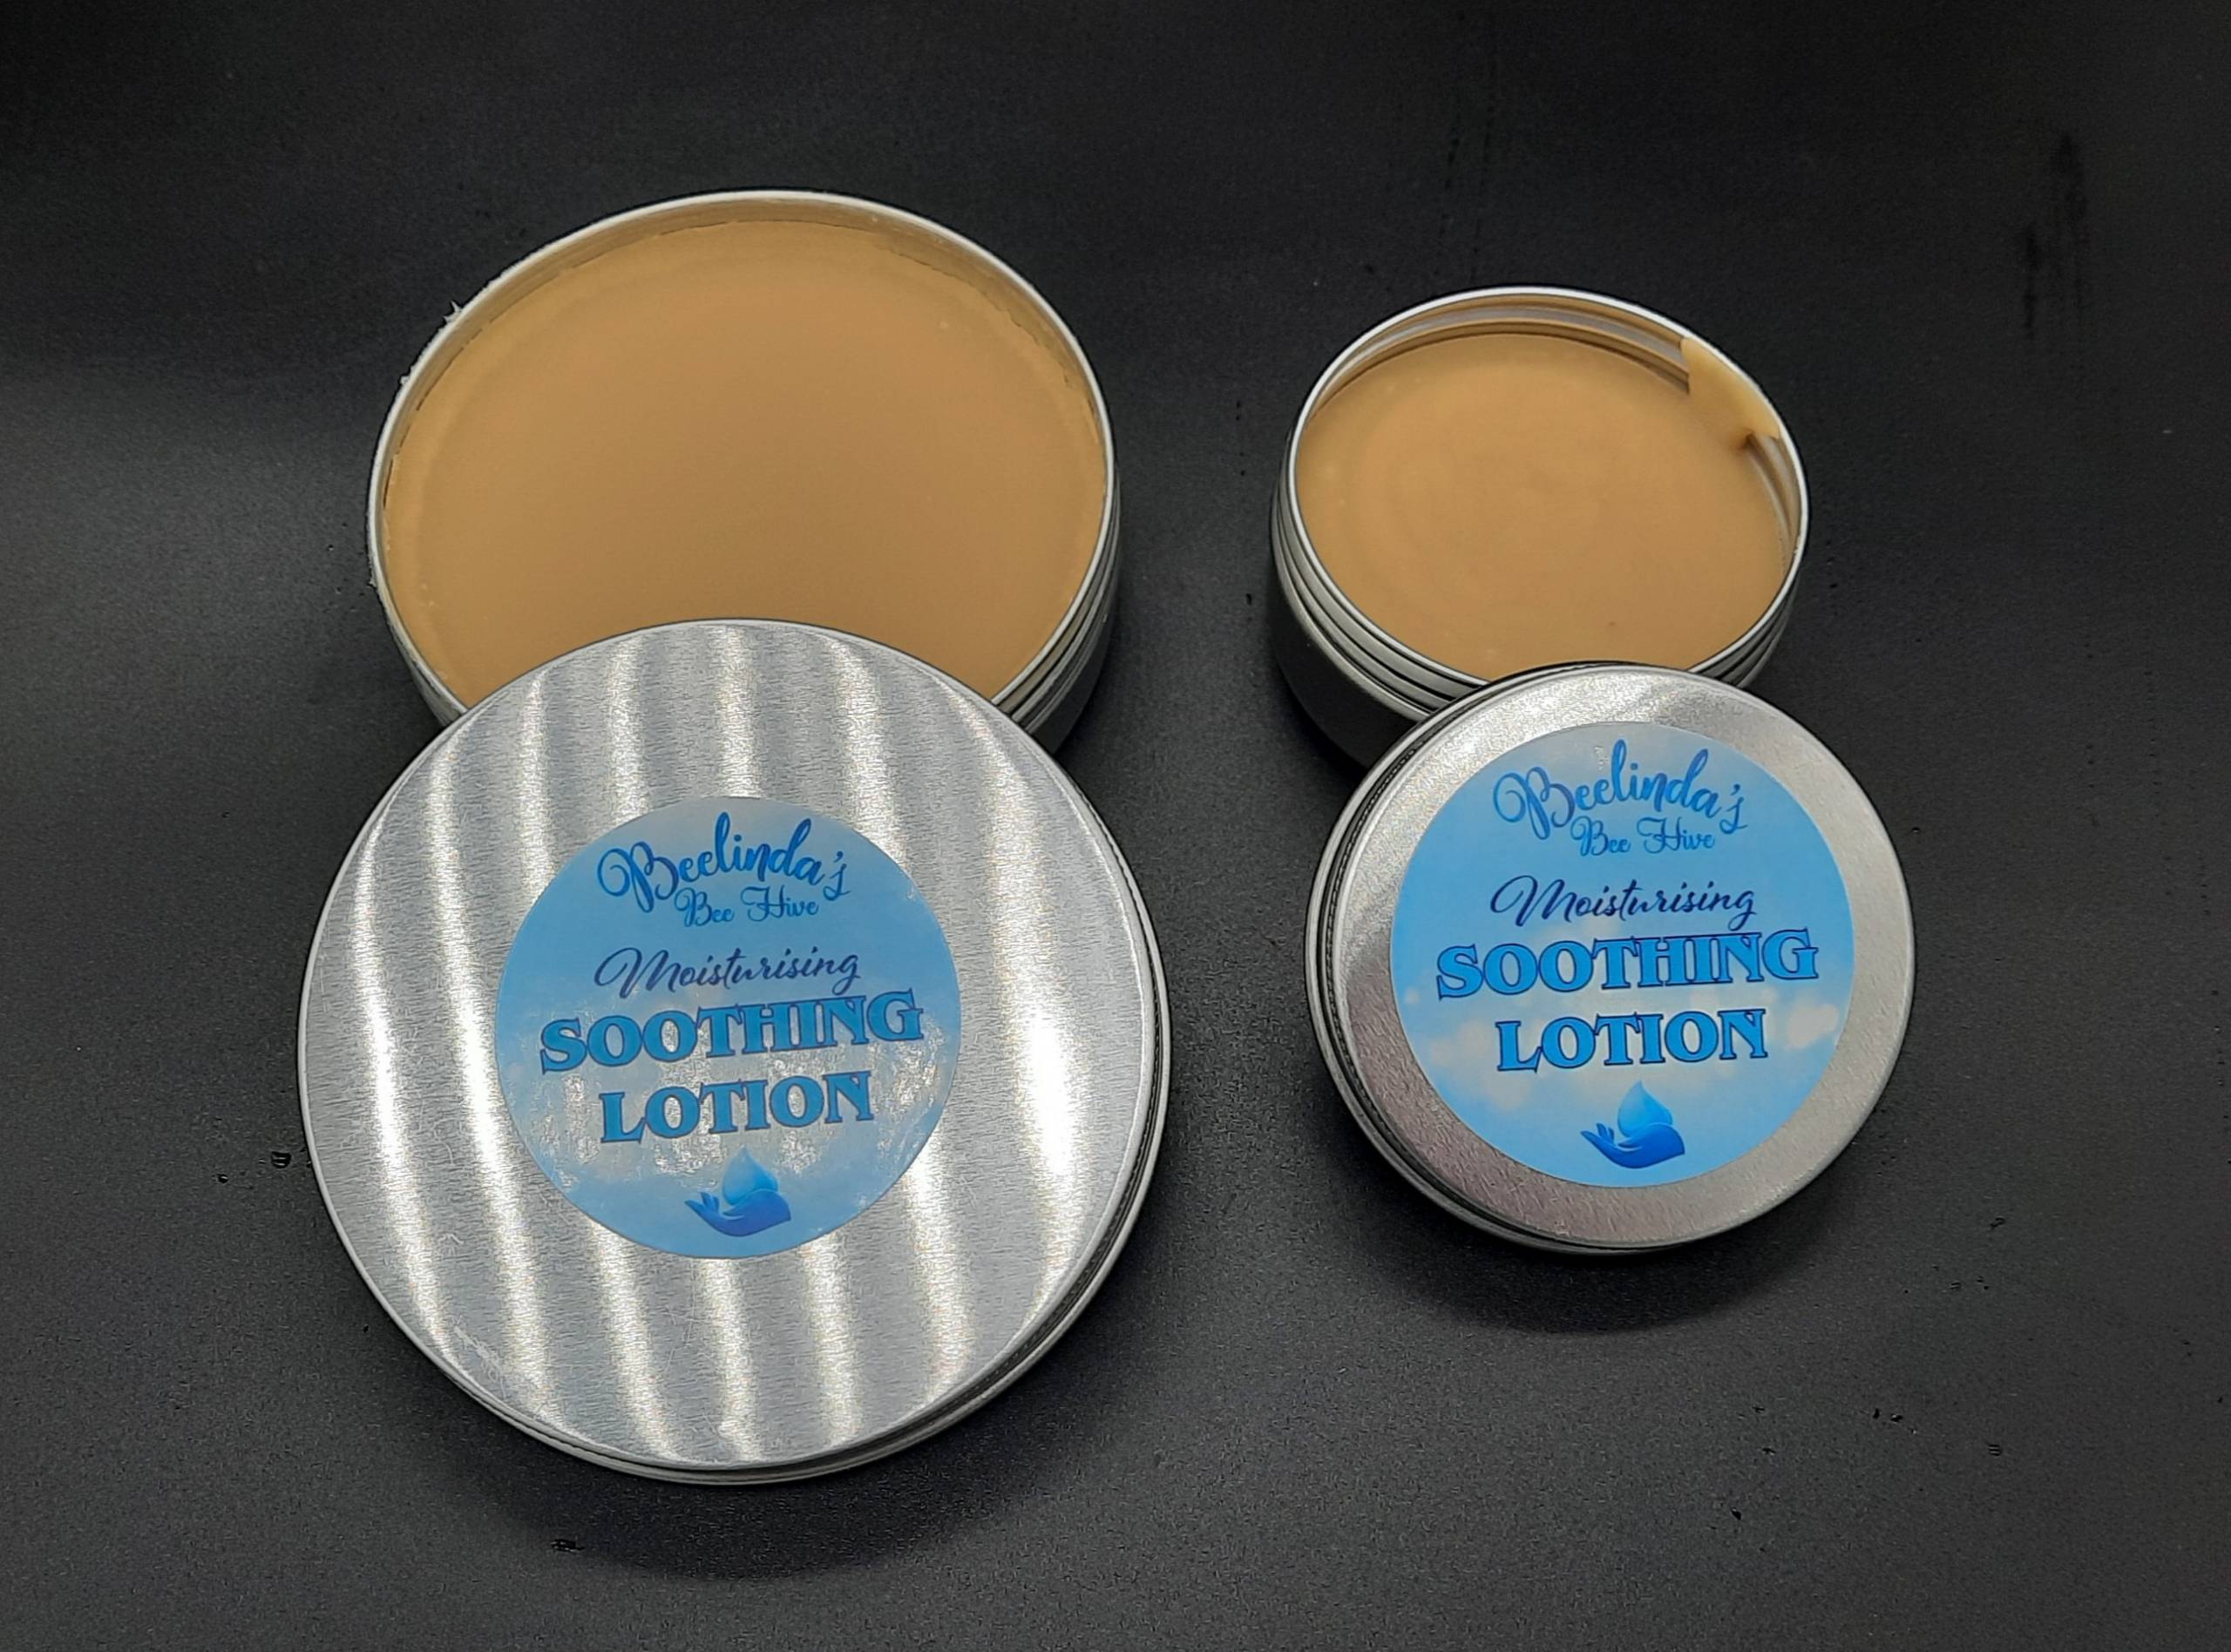 Beelinda's
Bee Hive
Moisturising
SOOTHING
LOTION
Beelinda's
Bee Hive
Moisturising
SOOTHING
LOTION